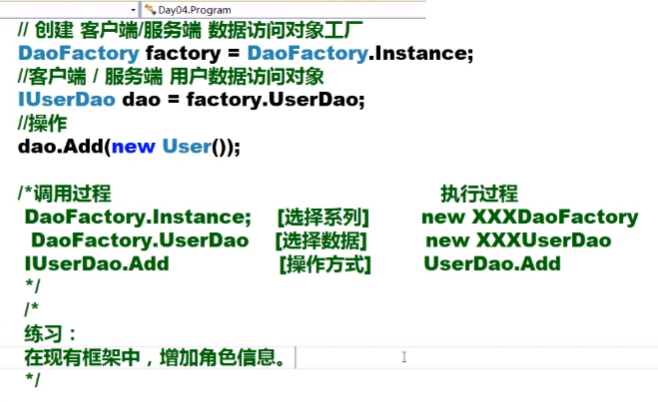 Day04.Program
// 创建 客户端/服务端 数据访问对象工厂
DaoFactory factory = DaoFactory.Instance;
//客户端 / 服务端 用户数据访问对象
IUserDao dao = factory.UserDao;
//操作
dao.Add(new User());
/*调用过程 执行过程
DaoFactory.Instance; [选择系列] new XXXDaoFactory
DaoFactory.UserDao [选择数据] new XXXUserDao
IUserDao.Add [操作方式] UserDao.Add
*/
/*
练习：
在现有框架中，增加角色信息。
*/